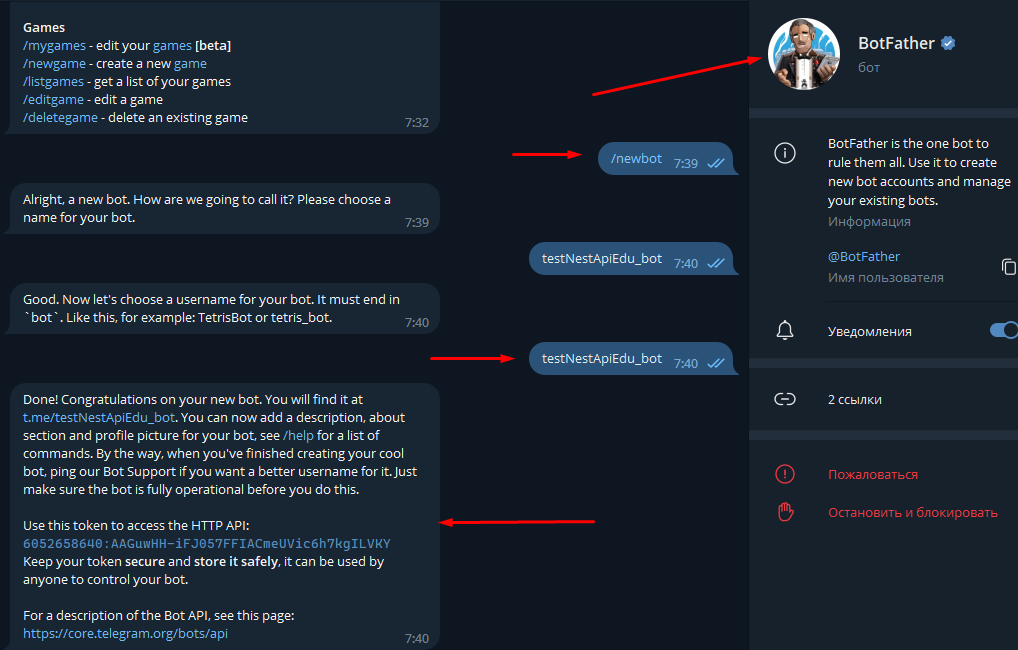 Games
/mygames - edit your games [beta]
/newgame - create a new game
/listgames - get a list of your games
/editgame - edit a game
/deletegame - delete an existing game
7:32
/newbot 7:39
Alright, a new bot. How are we going to call it? Please choose a
name for your bot.
7:39
testNestApiEdu_bot 7:40
Good. Now let's choose a username for your bot. It must end in
`bot`. Like this, for example: TetrisBot or tetris_bot.
7:40
testNestApiEdu_bot 7:40
Done! Congratulations on your new bot. You will find it at
t.me/testNestApiEdu_bot. You can now add a description, about
section and profile picture for your bot, see /help for a list of
commands. By the way, when you've finished creating your cool
bot, ping our Bot Support if you want a better username for it. Just
make sure the bot is fully operational before you do this.
Use this token to access the HTTP API:
6052658640:AAGuwHH-iFJ057FFIACmeUVic6h7kgILVKY
Keep your token secure and store it safely, it can be used by
anyone to control your bot.
For a description of the Bot API, see this page:
https://core.telegram.org/bots/api
7:40
BotFather
бот
BotFather is the one bot to
rule them all. Use it to create
new bot accounts and manage
your existing bots.
Информация
@BotFather
Имя пользователя
Уведомления
2 ссылки
Пожаловаться
Остановить и блокировать